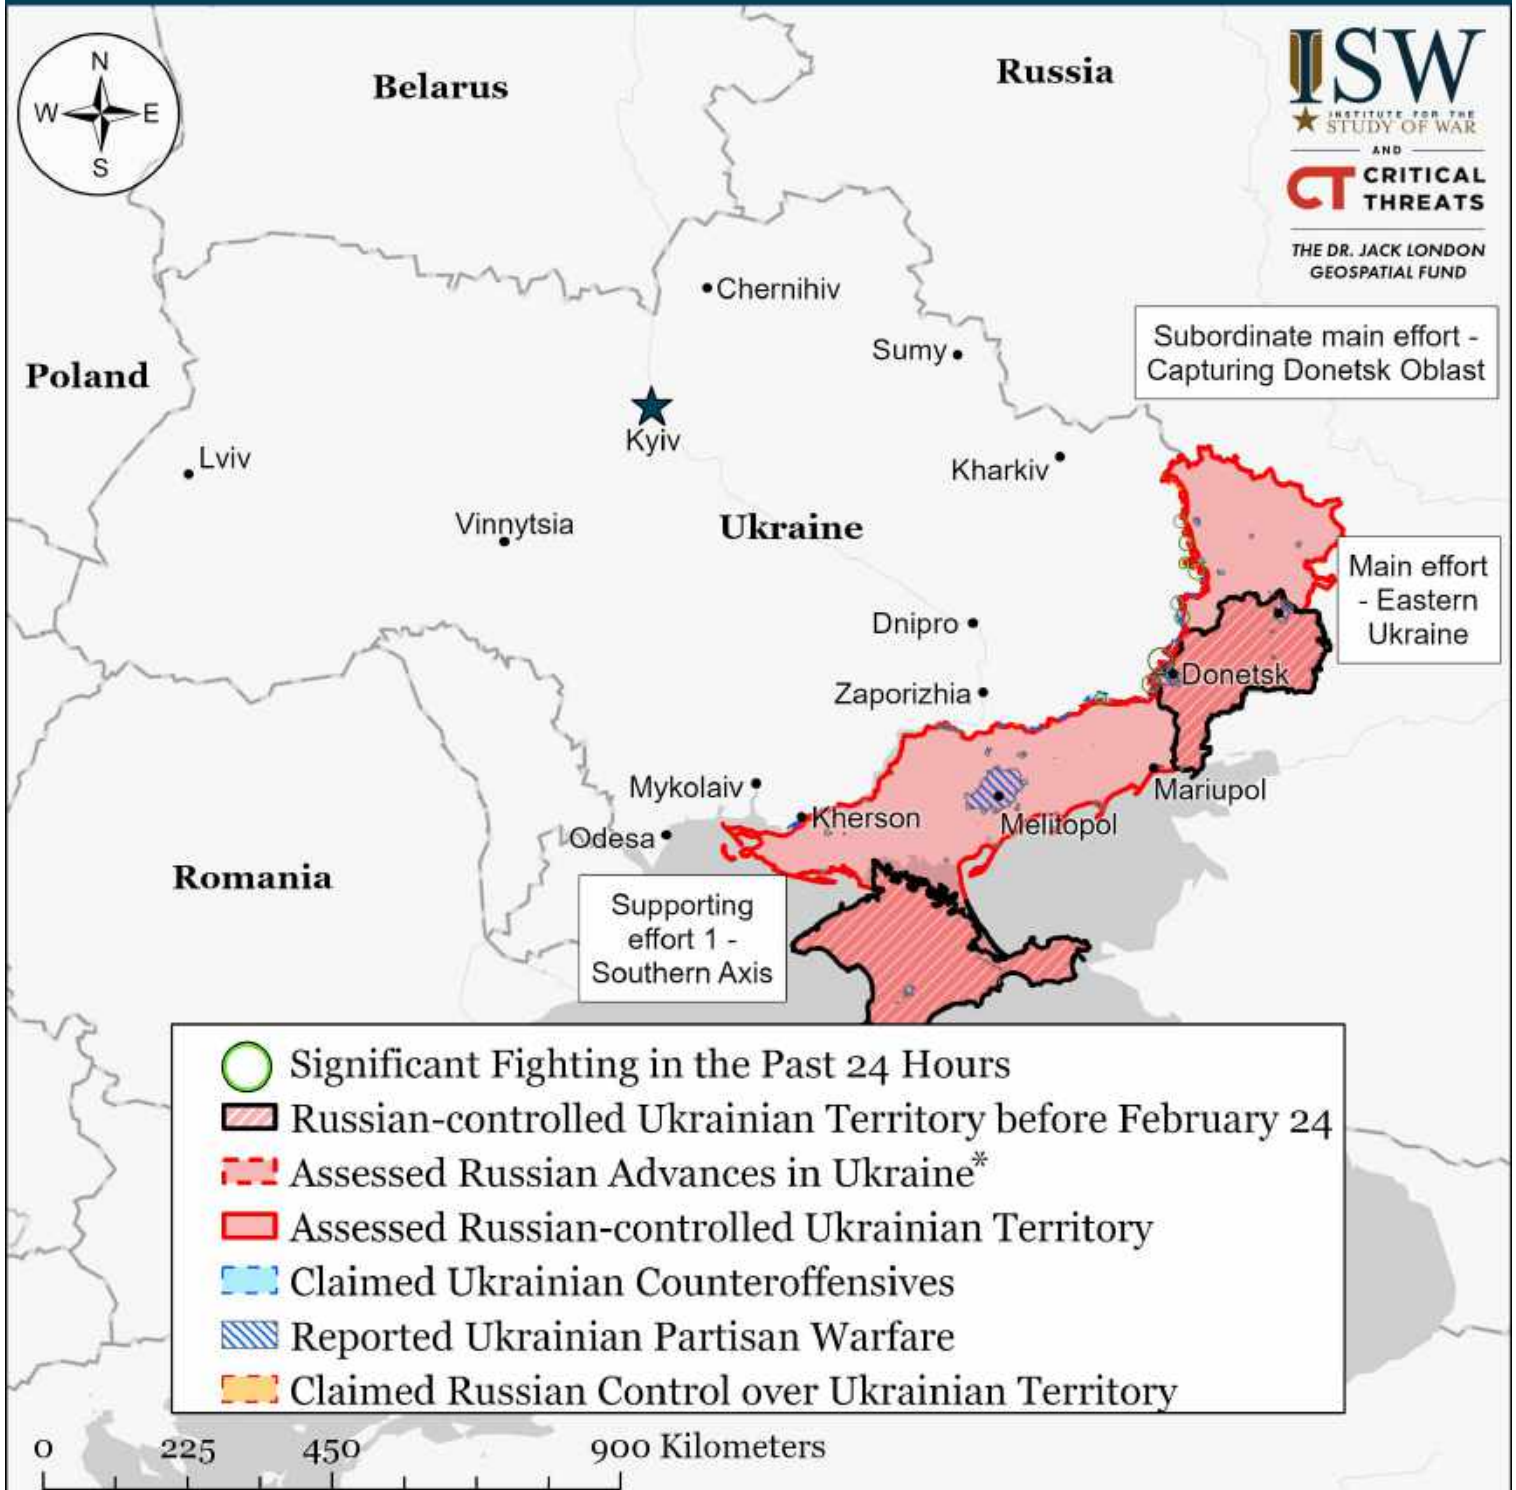 N
W E
S
Belarus
Russia
ISW
INSTITUTE FOR THE
STUDY OF WAR
AND
CT CRITICAL
THREATS
THE DR. JACK LONDON
GEOSPATIAL FUND
Chernihiv
Subordinate main effort -
Capturing Donetsk Oblast
Sumy
Poland
Kyiv
Lviv
Kharkiv
Vinnytsia
Ukraine
Main effort
- Eastern
Ukraine
Dnipro
Donetsk
Zaporizhia
Mykolaiv
Mariupol
Kherson
Melitopol
Odesa
Romania
Supporting
effort 1 -
Southern Axis
Significant Fighting in the Past 24 Hours
Russian-controlled Ukrainian Territory before February 24
Assessed Russian Advances in Ukraine*
Assessed Russian-controlled Ukrainian Territory
Claimed Ukrainian Counteroffensives
Reported Ukrainian Partisan Warfare
Claimed Russian Control over Ukrainian Territory
0 225 450 900 Kilometers